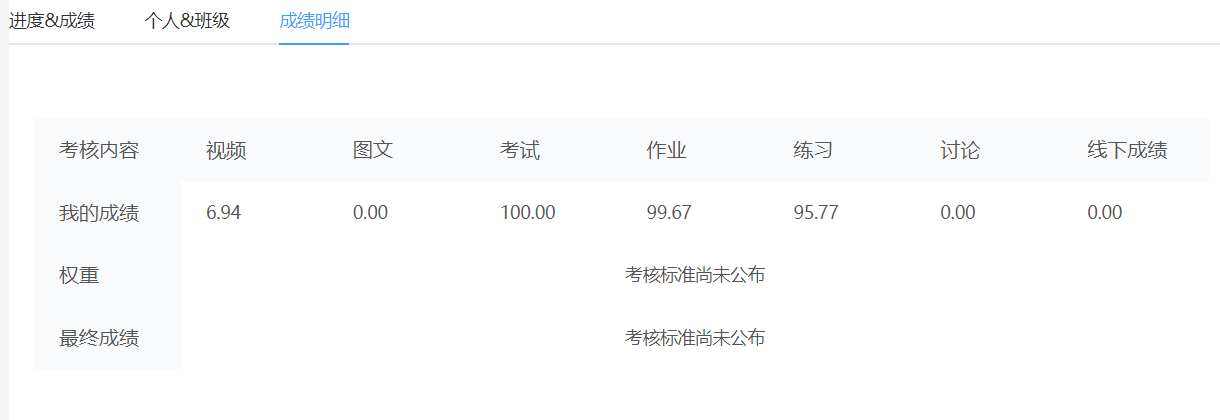 进度&成绩 个人&班级 成绩明细
考核内容 视频 图文 考试 作业 练习 讨论 线下成绩
我的成绩 6.94 0.00 100.00 99.67 95.77 0.00 0.00
权重 考核标准尚未公布
最终成绩 考核标准尚未公布